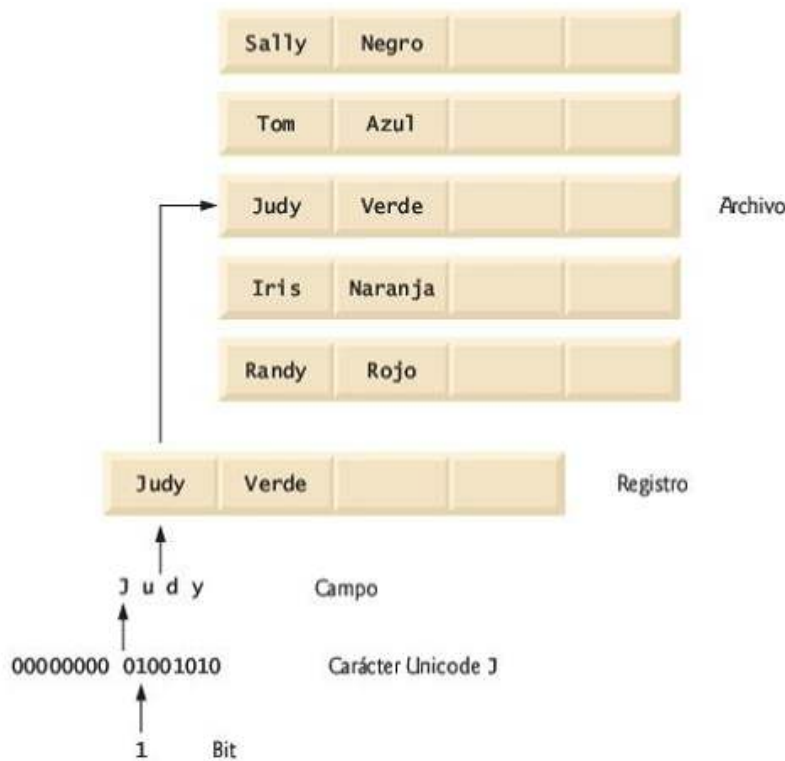 Sally Negro
Tom Azul
Judy Verde Archivo
Iris Naranja
Randy Rojo
Judy Verde Registro
J u d y Campo
00000000 01001010 Carácter Unicode J
1 Bit